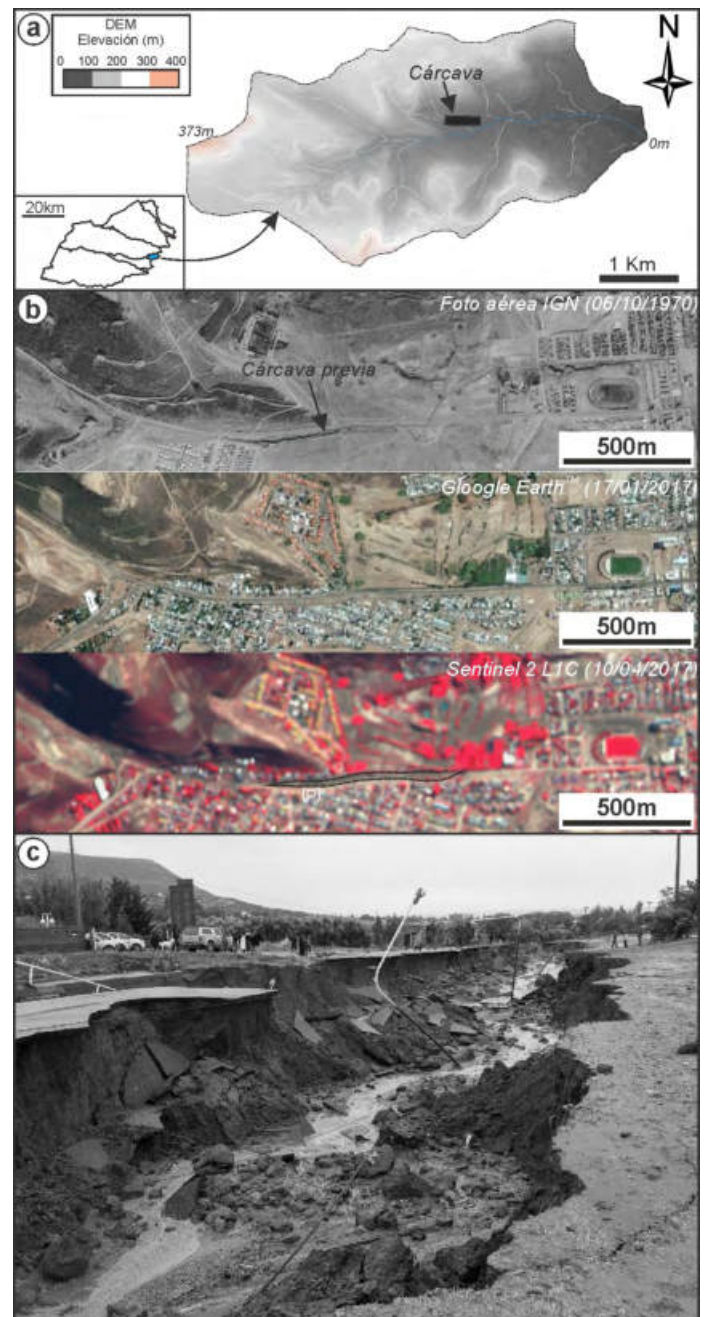 a
DEM
Elevación (m)
0 100 200 300 400
N
Cárcava
373m
0m
20km
1 Km
b
Foto aérea IGN (06/10/1970)
Cárcava previa
500m
Gloogle Earth™ (17/01/2017)
500m
Sentinel 2 L1C (10/04/2017)
500m
c